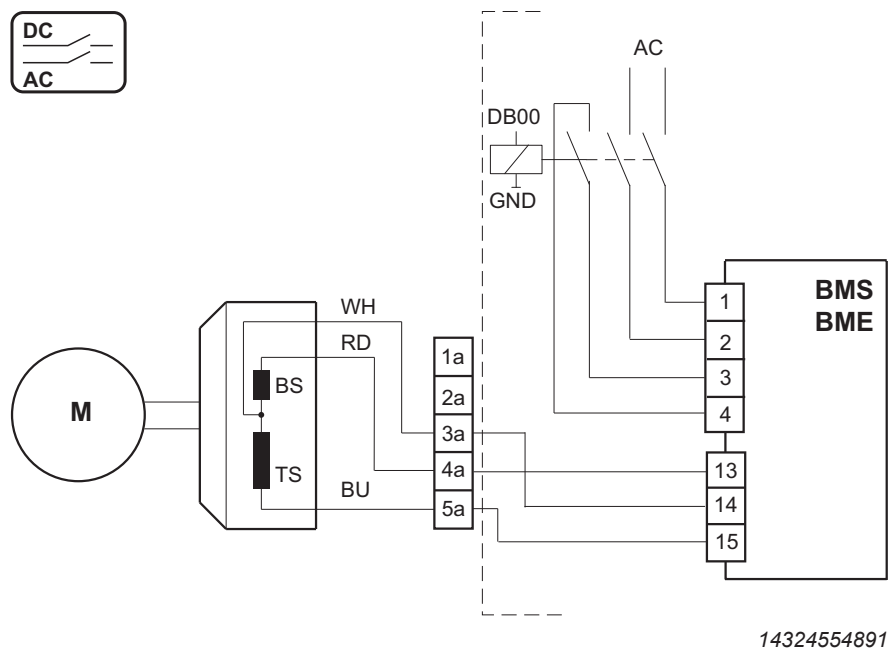 DC
AC
AC
DB00
GND
BMS
BME
1
2
3
4
13
14
15
WH
RD
BS
TS
BU
1a
2a
3a
4a
5a
M
14324554891